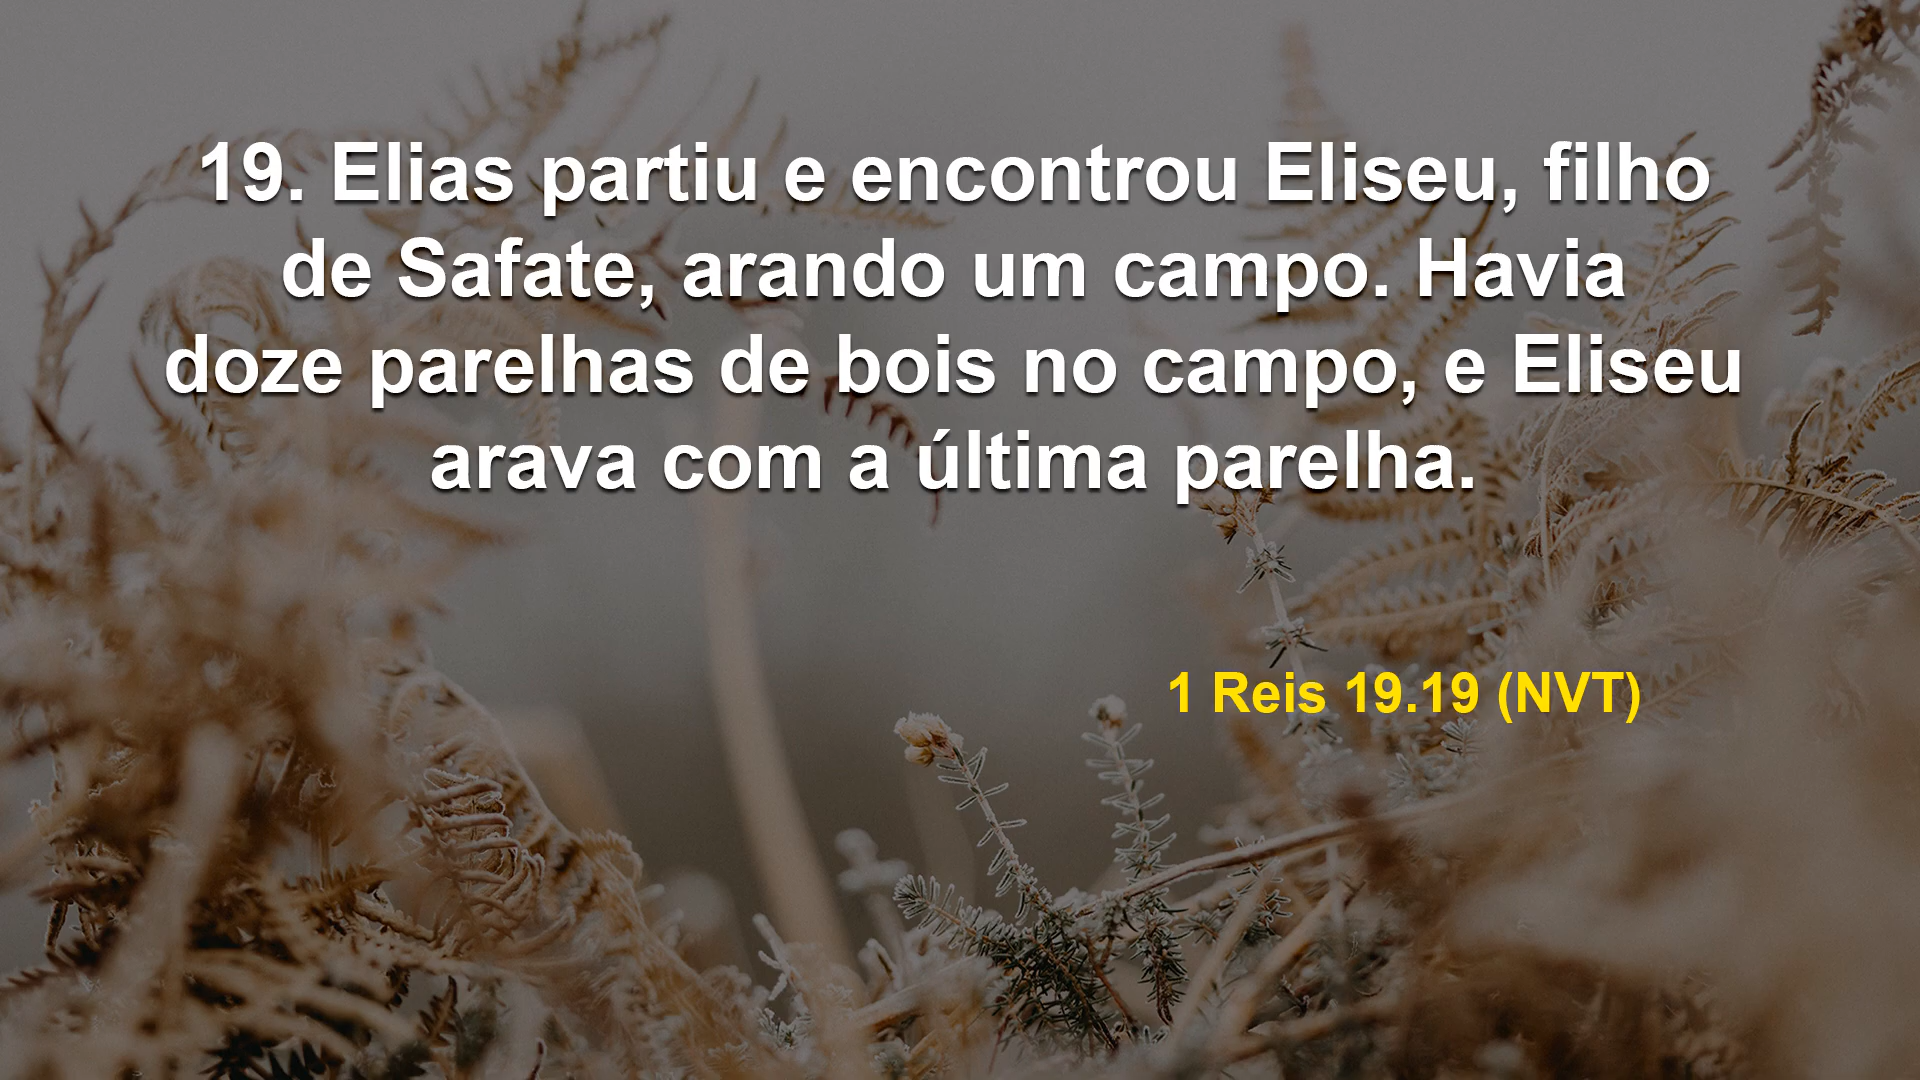 19. Elias partiu e encontrou Eliseu, filho
de Safate, arando um campo. Havia
doze parelhas de bois no campo, e Eliseu
arava com a última parelha.
1 Reis 19.19 (NVT)